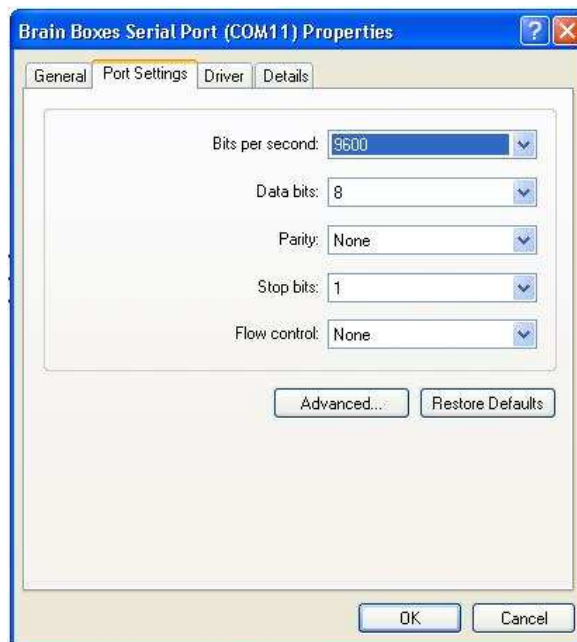 Brain Boxes Serial Port (COM11) Properties
General Port Settings Driver Details
Bits per second: 9600
Data bits: 8
Parity: None
Stop bits: 1
Flow control: None
Advanced... Restore Defaults
OK Cancel